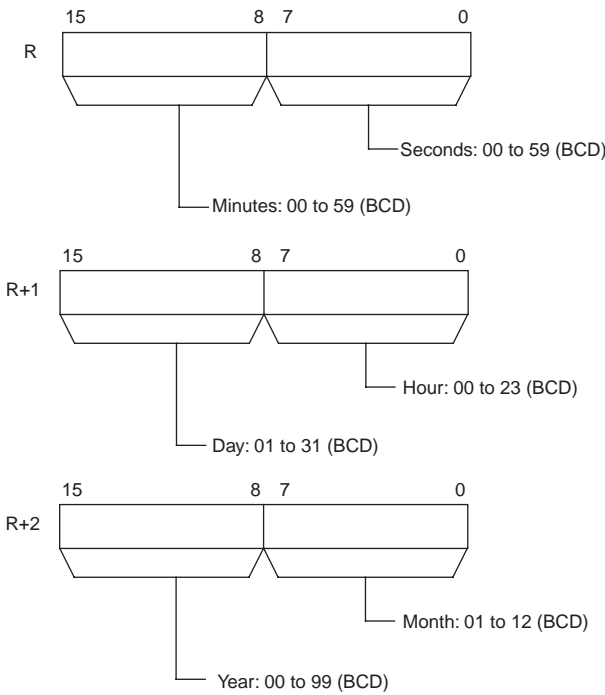 15 8 7 0
R
Seconds: 00 to 59 (BCD)
Minutes: 00 to 59 (BCD)
15 8 7 0
R+1
Hour: 00 to 23 (BCD)
Day: 01 to 31 (BCD)
15 8 7 0
R+2
Month: 01 to 12 (BCD)
Year: 00 to 99 (BCD)